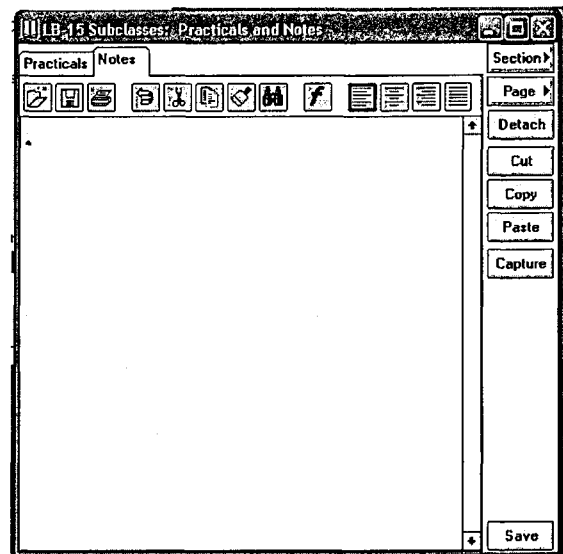 LB-15 Subclasses: Practicals and Notes
Practicals
Notes
f
Section
Page
Detach
Cut
Copy
Paste
Capture
Save